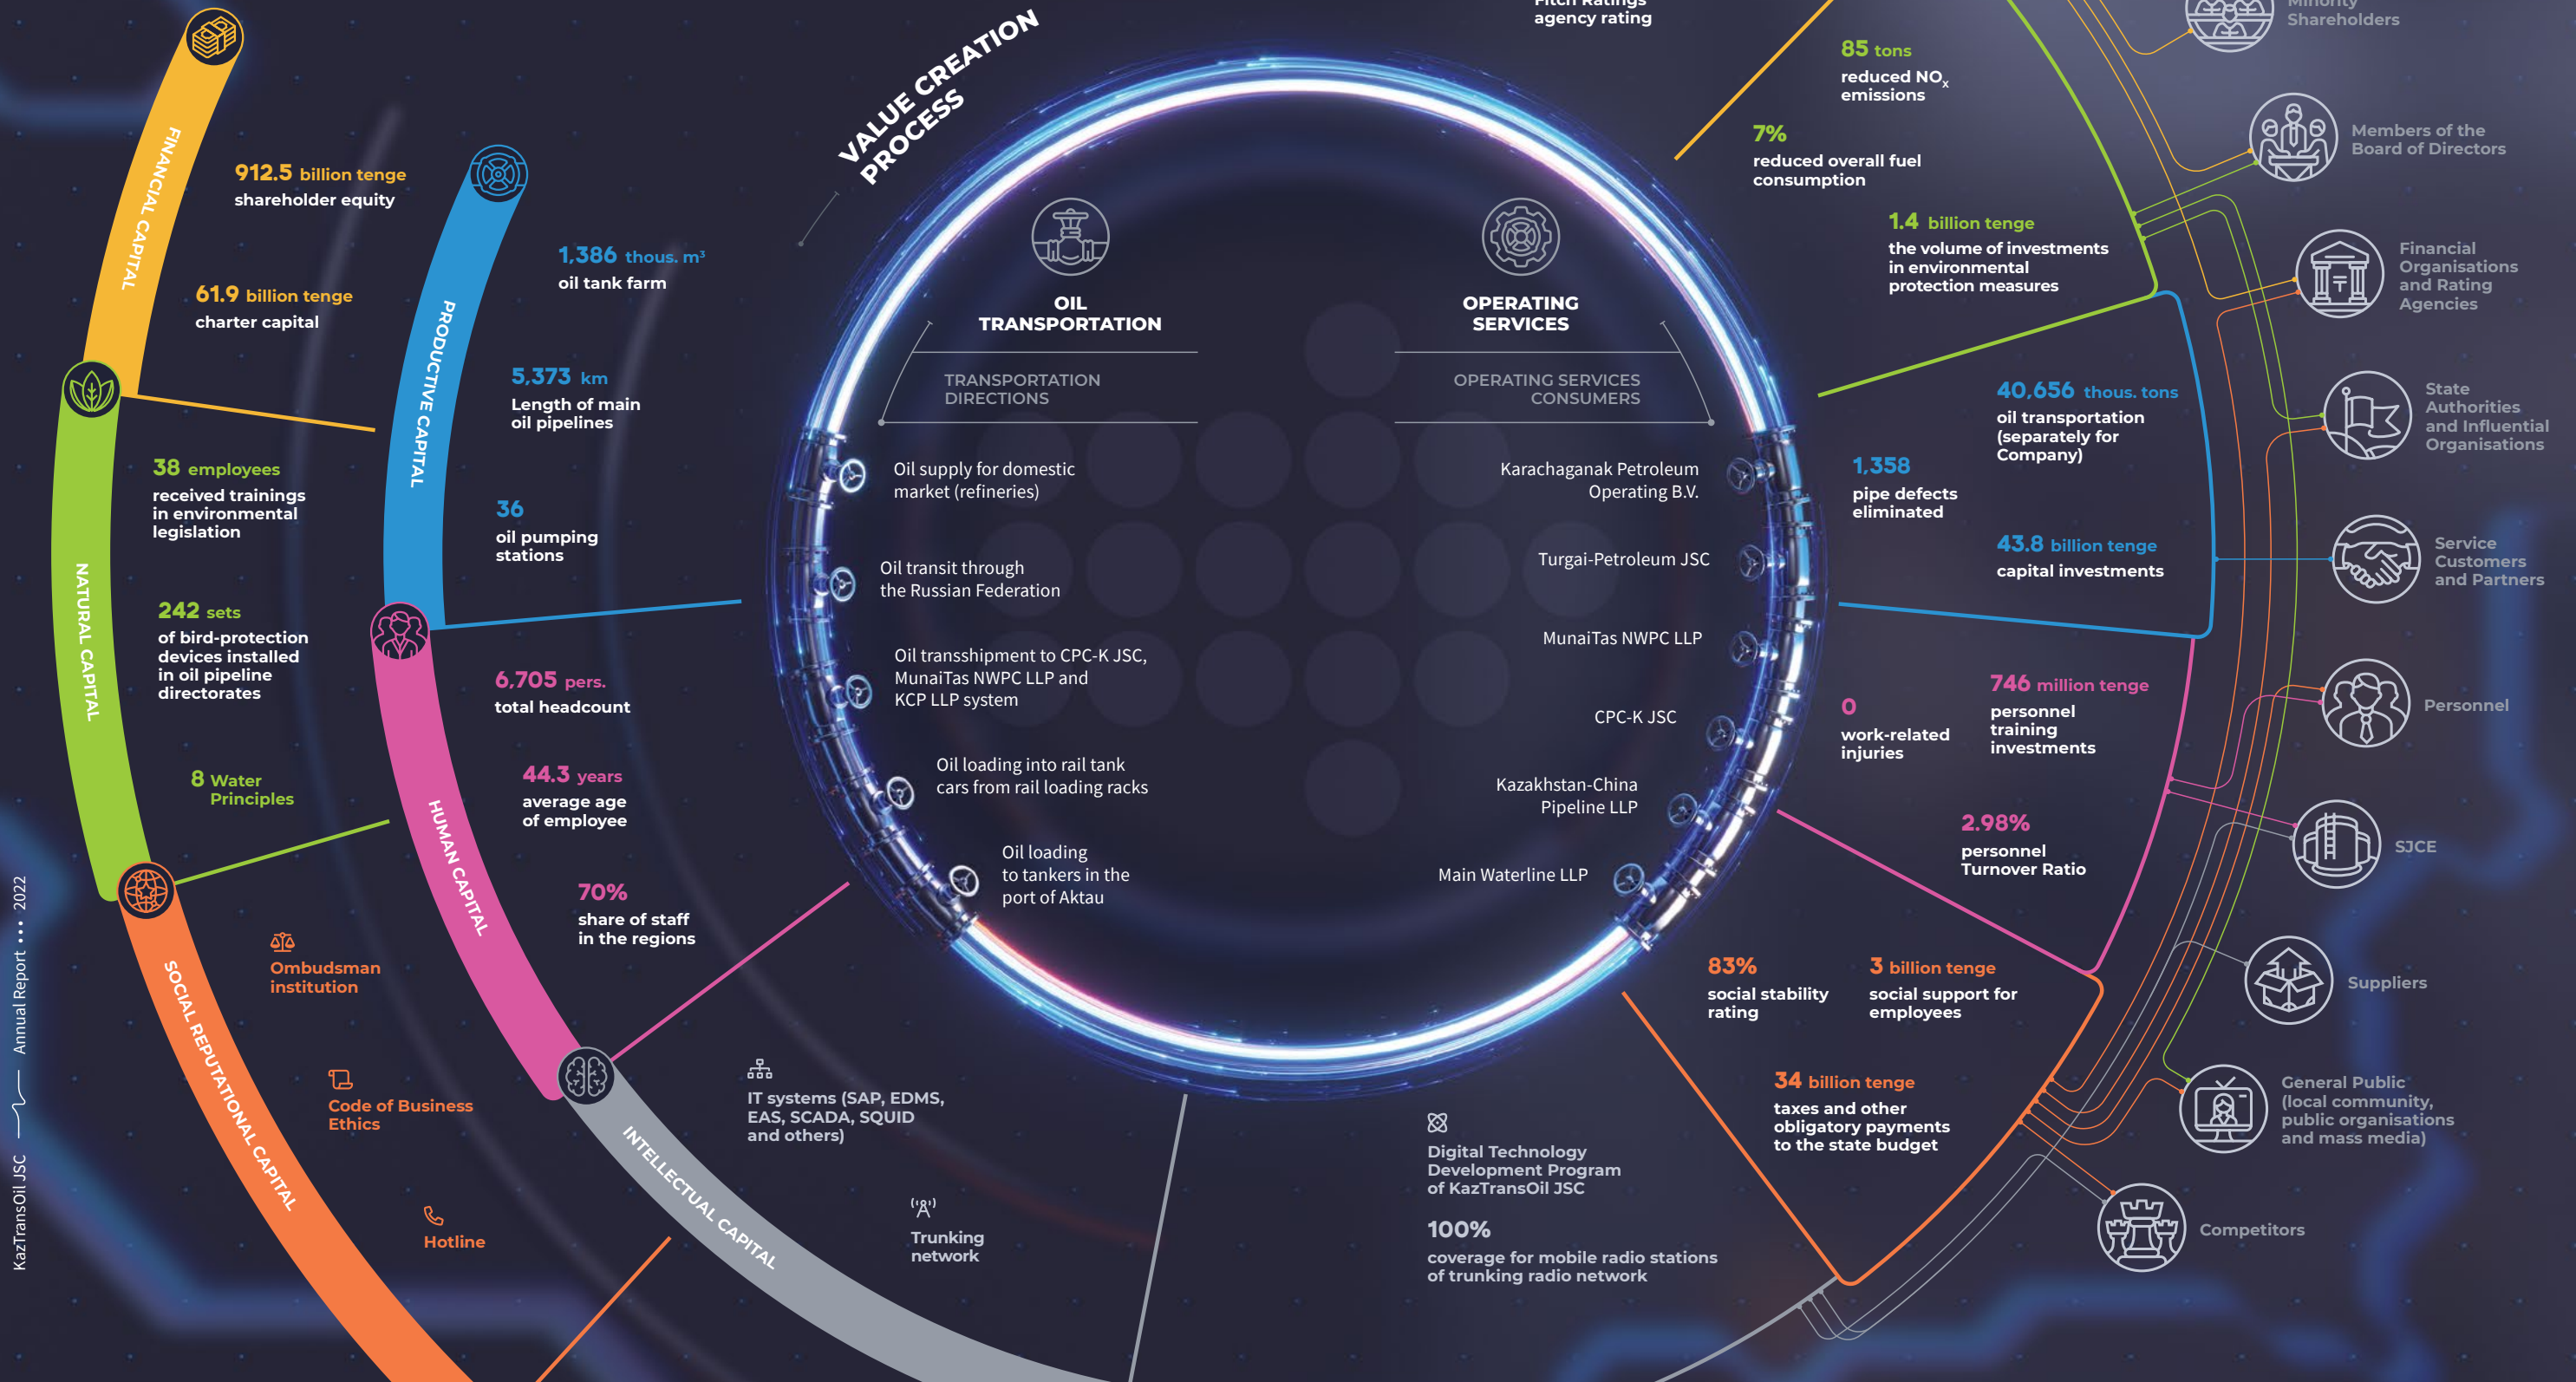 FINANCIAL CAPITAL
912.5 billion tenge
shareholder equity
61.9 billion tenge
charter capital
NATURAL CAPITAL
38 employees
received trainings
in environmental
legislation
242 sets
of bird-protection
devices installed
in oil pipeline
directorates
8 Water
Principles
SOCIAL REPUTATIONAL CAPITAL
Ombudsman
institution
Code of Business
Ethics
Hotline
PRODUCTIVE CAPITAL
1,386 thous. m³
oil tank farm
5,373 km
Length of main
oil pipelines
36
oil pumping
stations
HUMAN CAPITAL
6,705 pers.
total headcount
44.3 years
average age
of employee
70%
share of staff
in the regions
INTELLECTUAL CAPITAL
IT systems (SAP, EDMS,
EAS, SCADA, SQUID
and others)
Trunking
network
VALUE CREATION
PROCESS
OIL
TRANSPORTATION
TRANSPORTATION
DIRECTIONS
Oil supply for domestic
market (refineries)
Oil transit through
the Russian Federation
Oil transshipment to CPC-K JSC,
MunaiTas NWPC LLP and
KCP LLP system
Oil loading into rail tank
cars from rail loading racks
Oil loading
to tankers in the
port of Aktau
OPERATING
SERVICES
OPERATING SERVICES
CONSUMERS
Karachaganak Petroleum
Operating B.V.
Turgai-Petroleum JSC
MunaiTas NWPC LLP
CPC-K JSC
Kazakhstan-China
Pipeline LLP
Main Waterline LLP
Fitch Ratings
agency rating
85 tons
reduced NOₓ
emissions
7%
reduced overall fuel
consumption
1.4 billion tenge
the volume of investments
in environmental
protection measures
40,656 thous. tons
oil transportation
(separately for
Company)
1,358
pipe defects
eliminated
43.8 billion tenge
capital investments
746 million tenge
personnel
training
investments
0
work-related
injuries
2.98%
personnel
Turnover Ratio
83%
social stability
rating
3 billion tenge
social support for
employees
34 billion tenge
taxes and other
obligatory payments
to the state budget
Digital Technology
Development Program
of KazTransOil JSC
100%
coverage for mobile radio stations
of trunking radio network
Minority
Shareholders
Members of the
Board of Directors
Financial
Organisations
and Rating
Agencies
State
Authorities
and Influential
Organisations
Service
Customers
and Partners
Personnel
SJCE
Suppliers
General Public
(local community,
public organisations
and mass media)
Competitors
KazTransOil JSC Annual Report ••• 2022